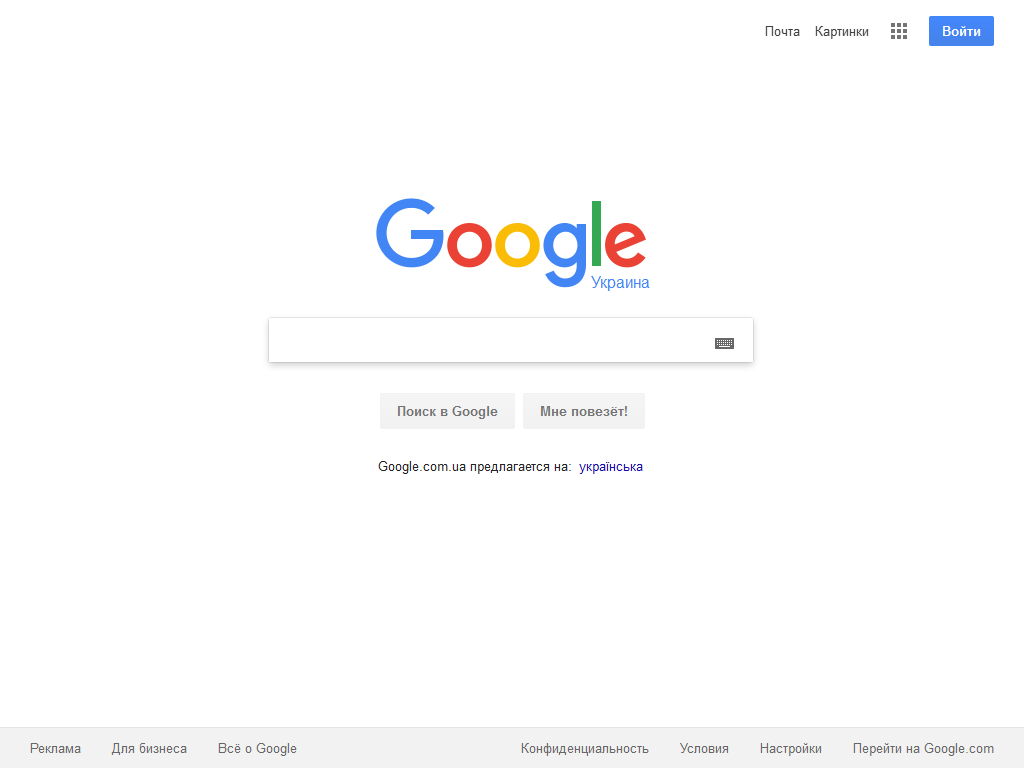 Почта Картинки Войти
Google
Украина
Поиск в Google Мне повезёт!
Google.com.ua предлагается на: українська
Реклама Для бизнеса Всё о Google Конфиденциальность Условия Настройки Перейти на Google.com